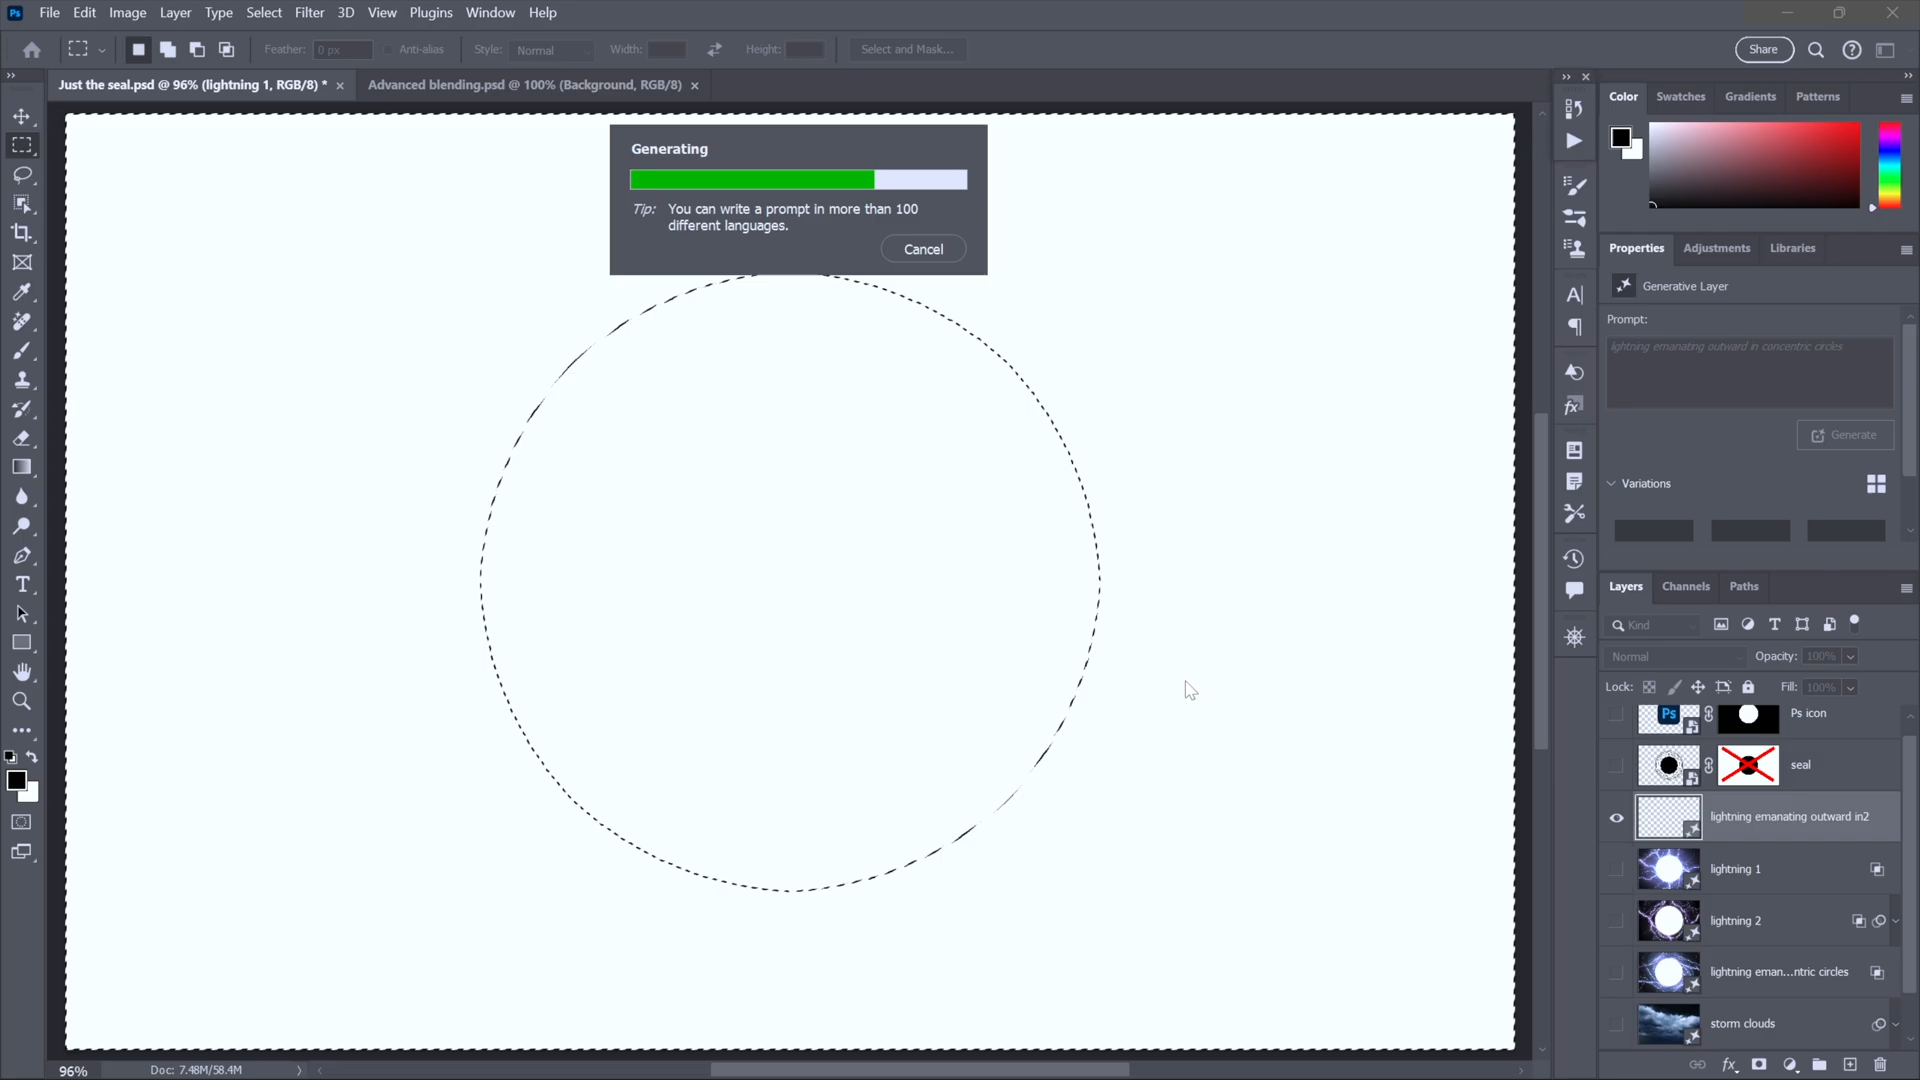 Ps File Edit Image Layer Type Select Filter 3D View Plugins Window Help
Feather: 0 px Anti-alias Style: Normal Width: Height: Select and Mask... Share
Just the seal.psd @ 96% (lightning 1, RGB/8) * Advanced blending.psd @ 100% (Background, RGB/8)
Generating
Tip: You can write a prompt in more than 100
different languages.
Cancel
Color Swatches Gradients Patterns
Properties Adjustments Libraries
Generative Layer
Prompt:
lightning emanating outward in concentric circles
Generate
Variations
Layers Channels Paths
Kind
Normal Opacity: 100%
Lock: Fill: 100%
Ps Ps icon
seal
lightning emanating outward in2
lightning 1
lightning 2
lightning eman...ntric circles
storm clouds
fx
96% Doc: 7.48M/58.4M